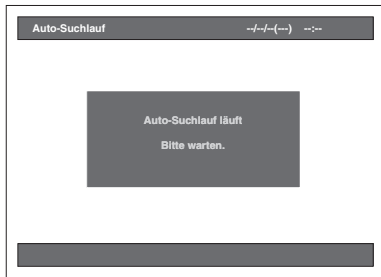 Auto-Suchlauf --/--/--(---) --:--
Auto-Suchlauf läuft
Bitte warten.